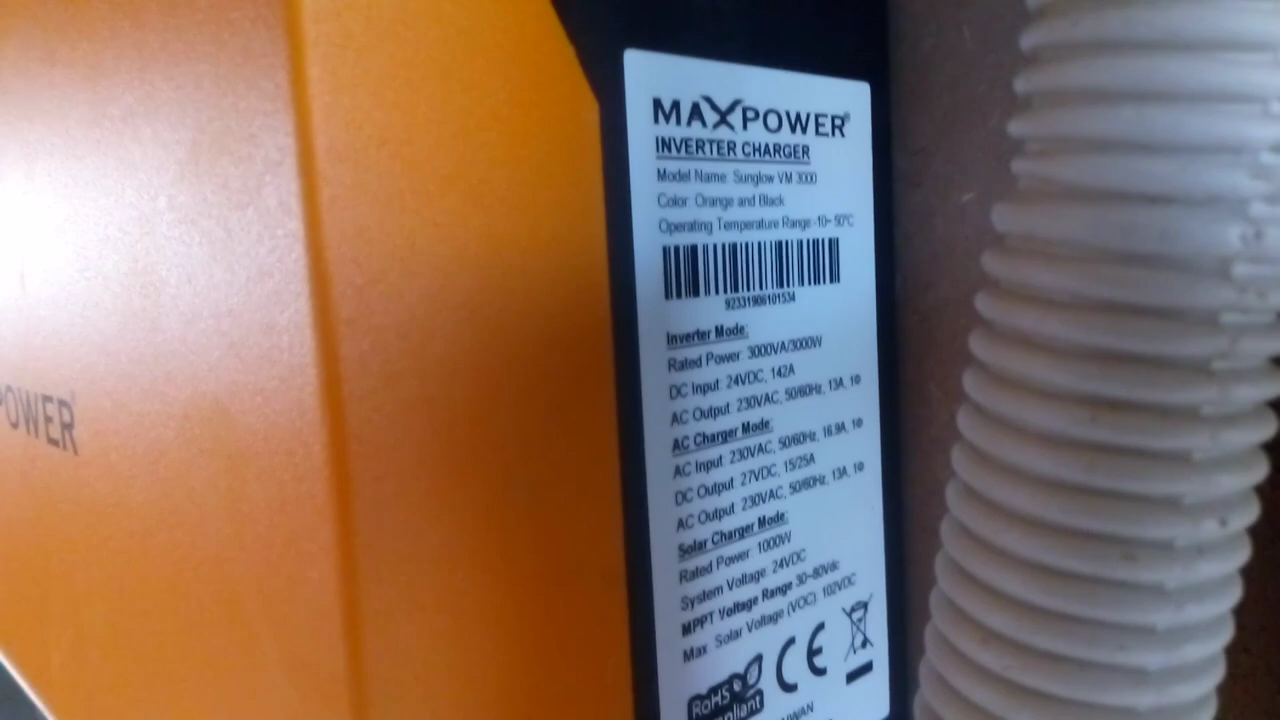 MAXPOWER®
INVERTER CHARGER
Model Name: Sunglow VM 3000
Color: Orange and Black
Operating Temperature Range -10~ 50°C
92331906101534
Inverter Mode:
Rated Power: 3000VA/3000W
DC Input: 24VDC, 142A
AC Output: 230VAC, 50/60Hz, 13A, 1Φ
AC Charger Mode:
AC Input: 230VAC, 50/60Hz, 16.9A, 1Φ
DC Output: 27VDC, 15/25A
AC Output: 230VAC, 50/60Hz, 13A, 1Φ
Solar Charger Mode:
Rated Power: 1000W
System Voltage: 24VDC
MPPT Voltage Range 30~80Vdc
Max. Solar Voltage (VOC): 102VDC
CE
RoHS
POWER